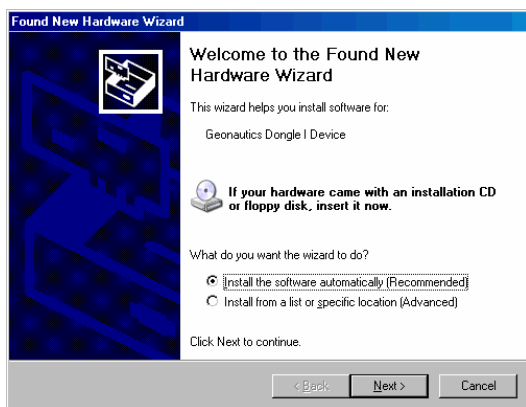 Found New Hardware Wizard
Welcome to the Found New
Hardware Wizard
This wizard helps you install software for:
Geonautics Dongle I Device
If your hardware came with an installation CD
or floppy disk, insert it now.
What do you want the wizard to do?
Install the software automatically (Recommended)
Install from a list or specific location (Advanced)
Click Next to continue.
< Back Next > Cancel